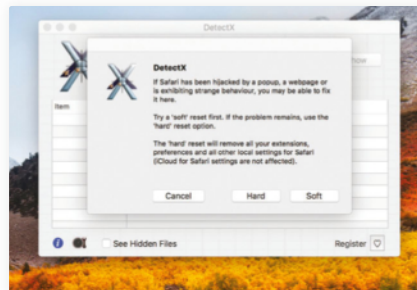 DetectX
DetectX
If Safari has been hijacked by a popup, a webpage or
is exhibiting strange behaviour, you may be able to fix
it here.
Try a 'soft' reset first. If the problem remains, use the
'hard' reset option.
The 'hard' reset will remove all your extensions,
preferences and all other local settings for Safari
(iCloud for Safari settings are not affected).
Item
Cancel Hard Soft
See Hidden Files Register